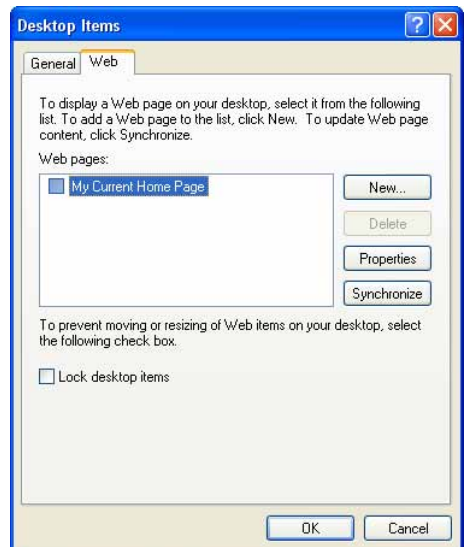 Desktop Items
General Web
To display a Web page on your desktop, select it from the following
list. To add a Web page to the list, click New. To update Web page
content, click Synchronize.
Web pages:
My Current Home Page
New...
Delete
Properties
Synchronize
To prevent moving or resizing of Web items on your desktop, select
the following check box.
Lock desktop items
OK Cancel